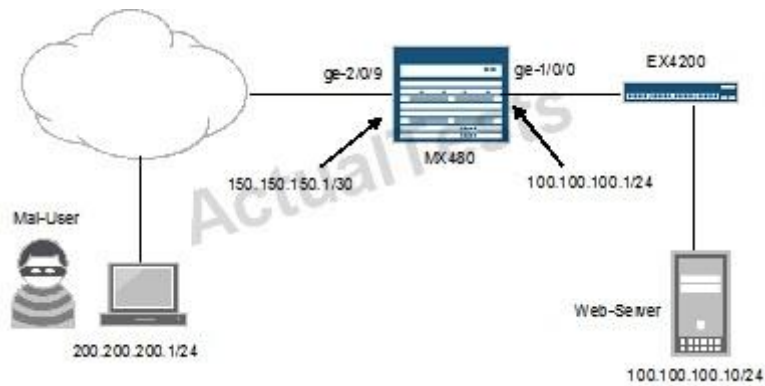 ge-2/0/9
ge-1/0/0
EX4200
MX480
150.150.150.1/30
100.100.100.1/24
ActualTests
Mal-User
200.200.200.1/24
Web-Server
100.100.100.10/24